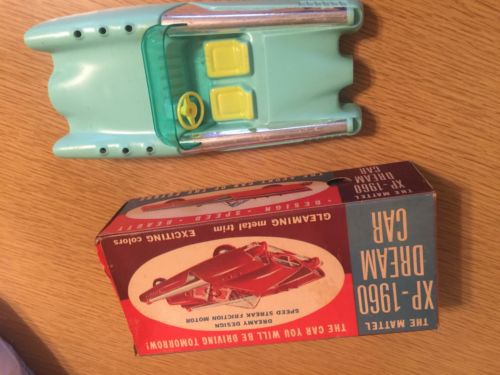 THE MATTEL
XP-1960
DREAM
CAR
THE CAR YOU WILL BE DRIVING TOMORROW!
DREAMY DESIGN
SPEED STREAK FRICTION MOTOR
GLEAMING metal trim
EXCITING colors
THE MATTEL
XP-1960
DREAM
CAR
• DESIGN • SPEED • BEAUTY •